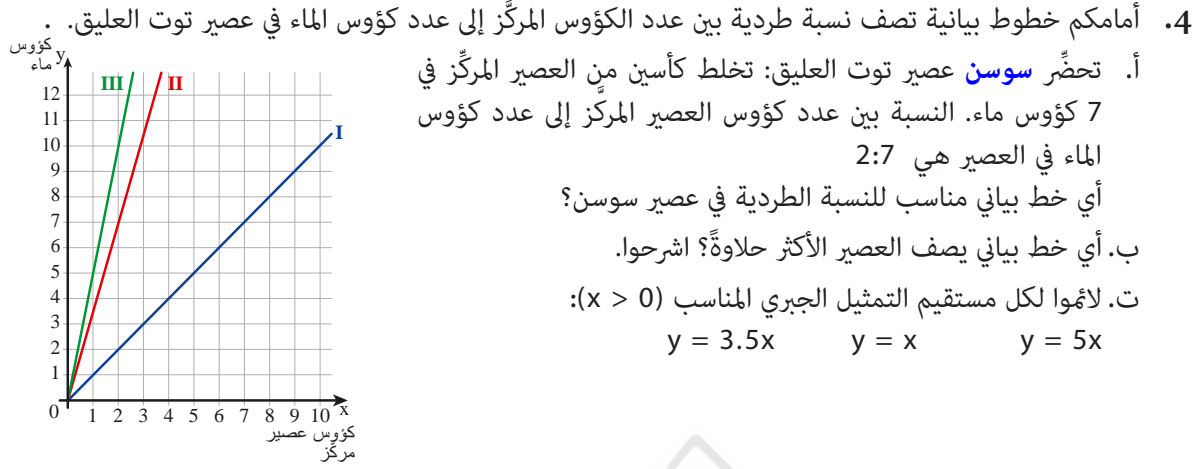 4. أمامكم خطوط بيانية تصف نسبة طردية بين عدد الكؤوس المركَّز إلى عدد كؤوس الماء في عصير توت العليق. .
أ. تحضِّر سوسن عصير توت العليق: تخلط كأسين من العصير المركِّز في
7 كؤوس ماء. النسبة بين عدد كؤوس العصير المركَّز إلى عدد كؤوس
الماء في العصير هي 2:7
أي خط بياني مناسب للنسبة الطردية في عصير سوسن؟
ب. أي خط بياني يصف العصير الأكثر حلاوةً؟ اشرحوا.
ت. لائموا لكل مستقيم التمثيل الجبري المناسب (x > 0):
y = 3.5x y = x y = 5x
كؤوس
ماء
y
III II
I
12
11
10
9
8
7
6
5
4
3
2
1
0 1 2 3 4 5 6 7 8 9 10 x
كؤوس عصير
مركَّز